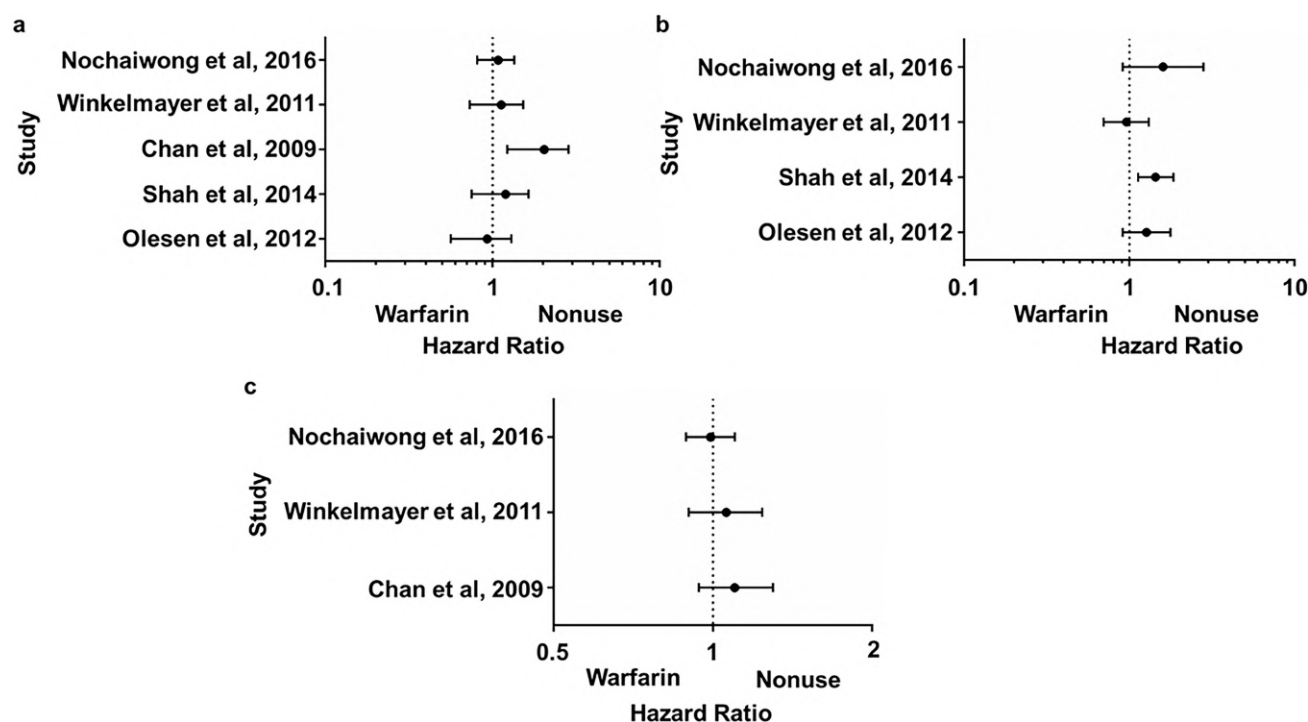 a
Study
Nochaiwong et al, 2016
Winkelmayer et al, 2011
Chan et al, 2009
Shah et al, 2014
Olesen et al, 2012
0.1 1 10
Warfarin Nonuse
Hazard Ratio
b
Study
Nochaiwong et al, 2016
Winkelmayer et al, 2011
Shah et al, 2014
Olesen et al, 2012
0.1 1 10
Warfarin Nonuse
Hazard Ratio
c
Study
Nochaiwong et al, 2016
Winkelmayer et al, 2011
Chan et al, 2009
0.5 1 2
Warfarin Nonuse
Hazard Ratio